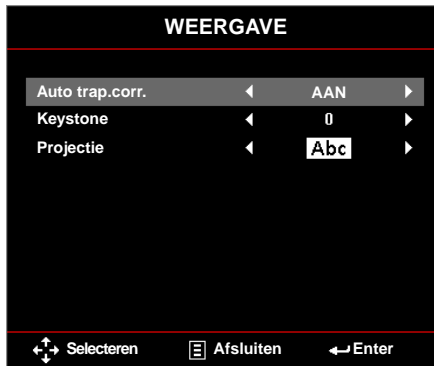 WEERGAVE
Auto trap.corr. AAN
Keystone 0
Projectie Abc
Selecteren Afsluiten Enter